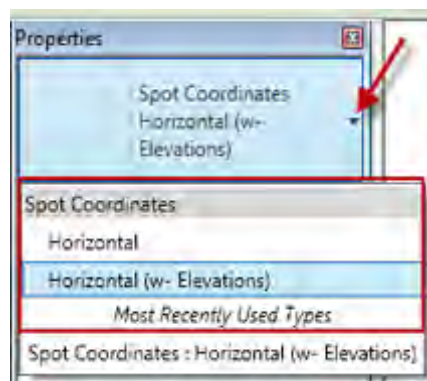 Properties
Spot Coordinates
Horizontal (w-
Elevations)
Spot Coordinates
Horizontal
Horizontal (w- Elevations)
Most Recently Used Types
Spot Coordinates : Horizontal (w- Elevations)